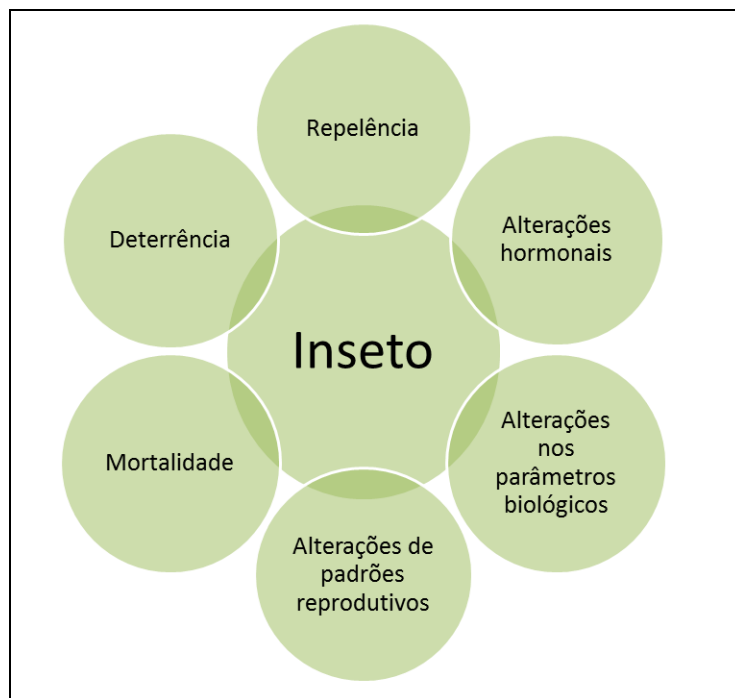 Repelência
Alterações
hormonais
Deterrência
Inseto
Alterações
nos
parâmetros
biológicos
Mortalidade
Alterações de
padrões
reprodutivos